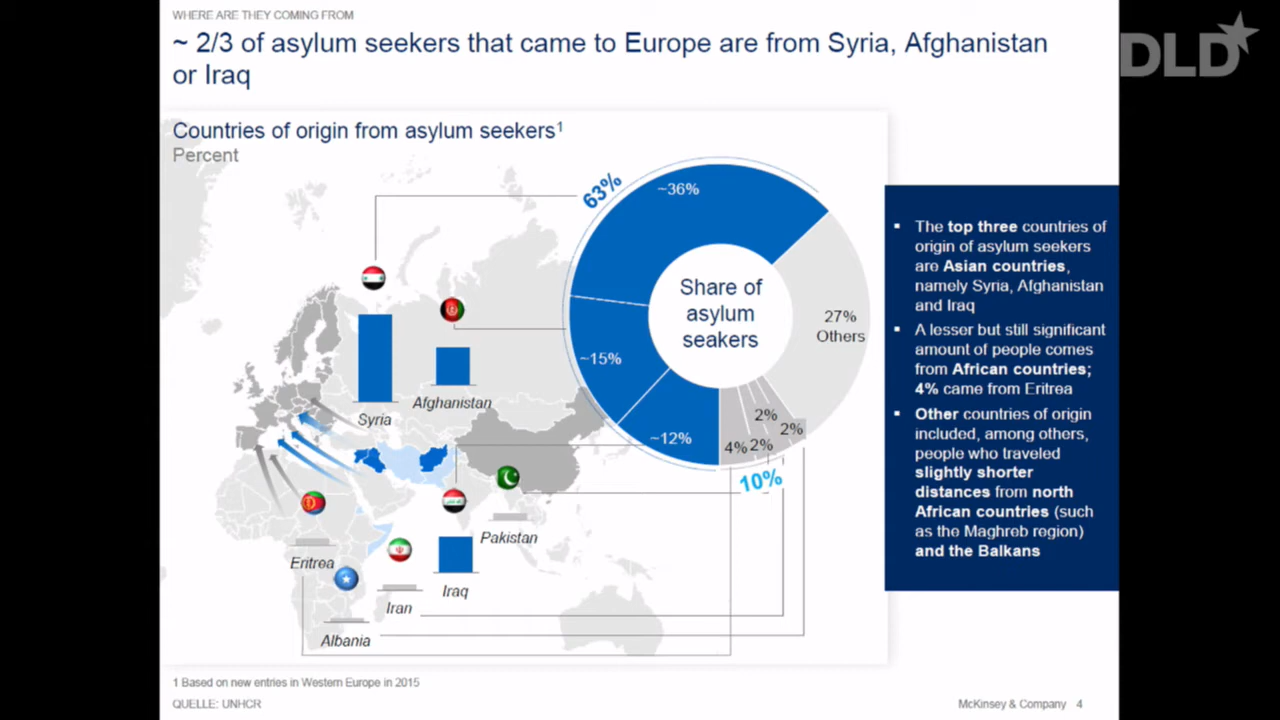 WHERE ARE THEY COMING FROM
~ 2/3 of asylum seekers that came to Europe are from Syria, Afghanistan
or Iraq
DLD
Countries of origin from asylum seekers¹
Percent
63%
~36%
Share of
asylum
seakers
27%
Others
~15%
~12%
4%
2%
2%
2%
10%
Syria
Afghanistan
Pakistan
Eritrea
Iraq
Iran
Albania
▪ The top three countries of
origin of asylum seekers
are Asian countries,
namely Syria, Afghanistan
and Iraq
▪ A lesser but still significant
amount of people comes
from African countries;
4% came from Eritrea
▪ Other countries of origin
included, among others,
people who traveled
slightly shorter
distances from north
African countries (such
as the Maghreb region)
and the Balkans
1 Based on new entries in Western Europe in 2015
QUELLE: UNHCR
McKinsey & Company 4